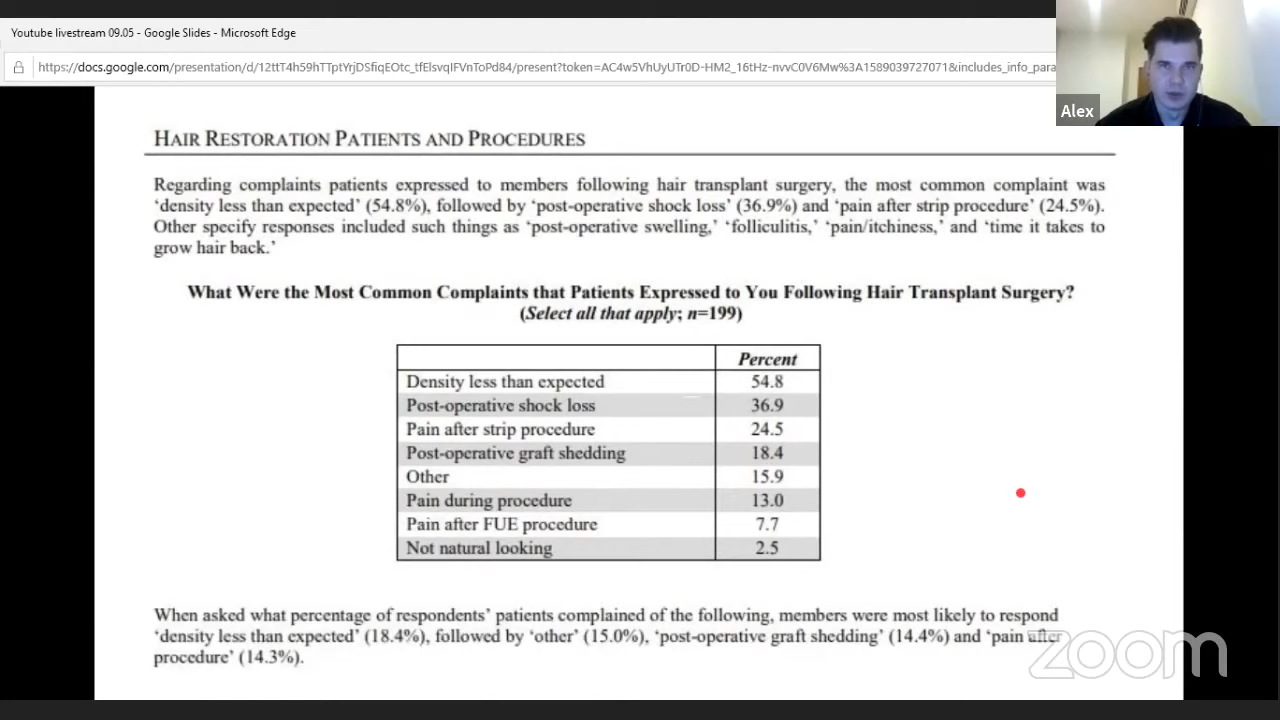 Youtube livestream 09.05 - Google Slides - Microsoft Edge
https://docs.google.com/presentation/d/12ttT4h59hTTptYrjDSfiqEOtc_tfElsvqIFVnToPd84/present?token=AC4w5VhUyUTr0D-HM2_16tHz-nvvC0V6Mw%3A1589039727071&includes_info_para
Alex
HAIR RESTORATION PATIENTS AND PROCEDURES
Regarding complaints patients expressed to members following hair transplant surgery, the most common complaint was
‘density less than expected’ (54.8%), followed by ‘post-operative shock loss’ (36.9%) and ‘pain after strip procedure’ (24.5%).
Other specify responses included such things as ‘post-operative swelling,’ ‘folliculitis,’ ‘pain/itchiness,’ and ‘time it takes to
grow hair back.’
What Were the Most Common Complaints that Patients Expressed to You Following Hair Transplant Surgery?
(Select all that apply; n=199)
Percent
Density less than expected 54.8
Post-operative shock loss 36.9
Pain after strip procedure 24.5
Post-operative graft shedding 18.4
Other 15.9
Pain during procedure 13.0
Pain after FUE procedure 7.7
Not natural looking 2.5
When asked what percentage of respondents’ patients complained of the following, members were most likely to respond
‘density less than expected’ (18.4%), followed by ‘other’ (15.0%), ‘post-operative graft shedding’ (14.4%) and ‘pain after
procedure’ (14.3%).
zoom